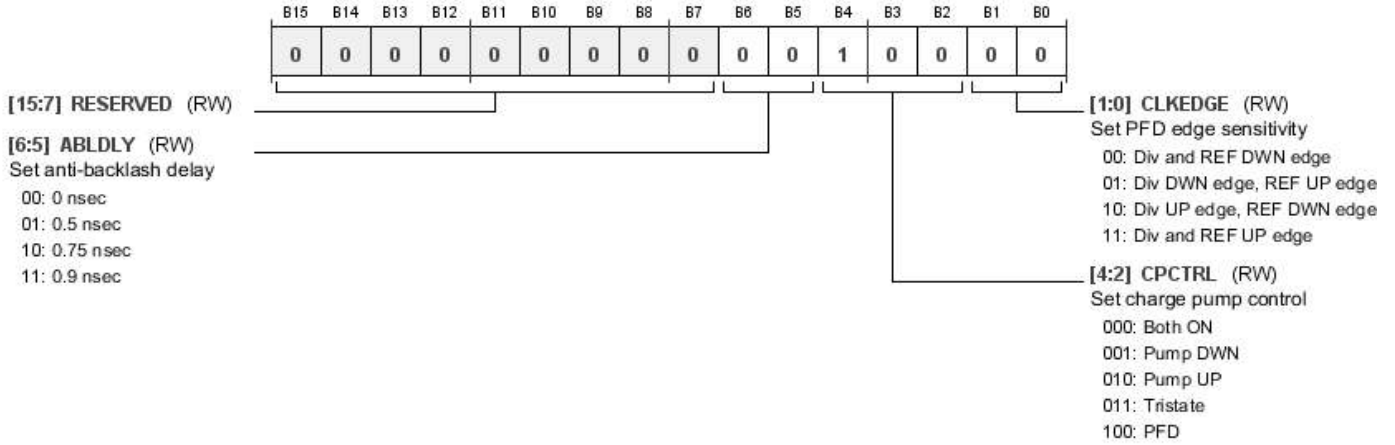 B15 B14 B13 B12 B11 B10 B9 B8 B7 B6 B5 B4 B3 B2 B1 B0
0 0 0 0 0 0 0 0 0 0 0 1 0 0 0 0
[15:7] RESERVED (RW)
[6:5] ABLDLY (RW)
Set anti-backlash delay
00: 0 nsec
01: 0.5 nsec
10: 0.75 nsec
11: 0.9 nsec
[1:0] CLKEDGE (RW)
Set PFD edge sensitivity
00: Div and REF DWN edge
01: Div DWN edge, REF UP edge
10: Div UP edge, REF DWN edge
11: Div and REF UP edge
[4:2] CPCTRL (RW)
Set charge pump control
000: Both ON
001: Pump DWN
010: Pump UP
011: Tristate
100: PFD